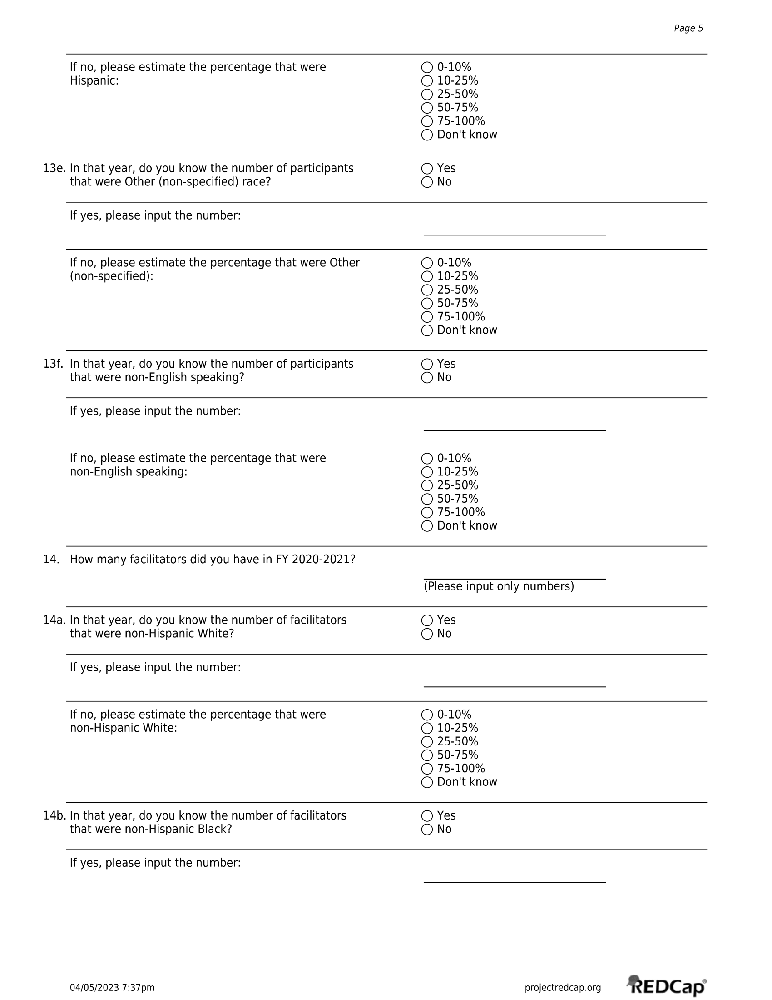 Page 5
If no, please estimate the percentage that were
Hispanic:
0-10%
10-25%
25-50%
50-75%
75-100%
Don't know
13e. In that year, do you know the number of participants
that were Other (non-specified) race?
Yes
No
If yes, please input the number:
If no, please estimate the percentage that were Other
(non-specified):
0-10%
10-25%
25-50%
50-75%
75-100%
Don't know
13f. In that year, do you know the number of participants
that were non-English speaking?
Yes
No
If yes, please input the number:
If no, please estimate the percentage that were
non-English speaking:
0-10%
10-25%
25-50%
50-75%
75-100%
Don't know
14. How many facilitators did you have in FY 2020-2021?
(Please input only numbers)
14a. In that year, do you know the number of facilitators
that were non-Hispanic White?
Yes
No
If yes, please input the number:
If no, please estimate the percentage that were
non-Hispanic White:
0-10%
10-25%
25-50%
50-75%
75-100%
Don't know
14b. In that year, do you know the number of facilitators
that were non-Hispanic Black?
Yes
No
If yes, please input the number:
04/05/2023 7:37pm
projectredcap.org
REDCap®